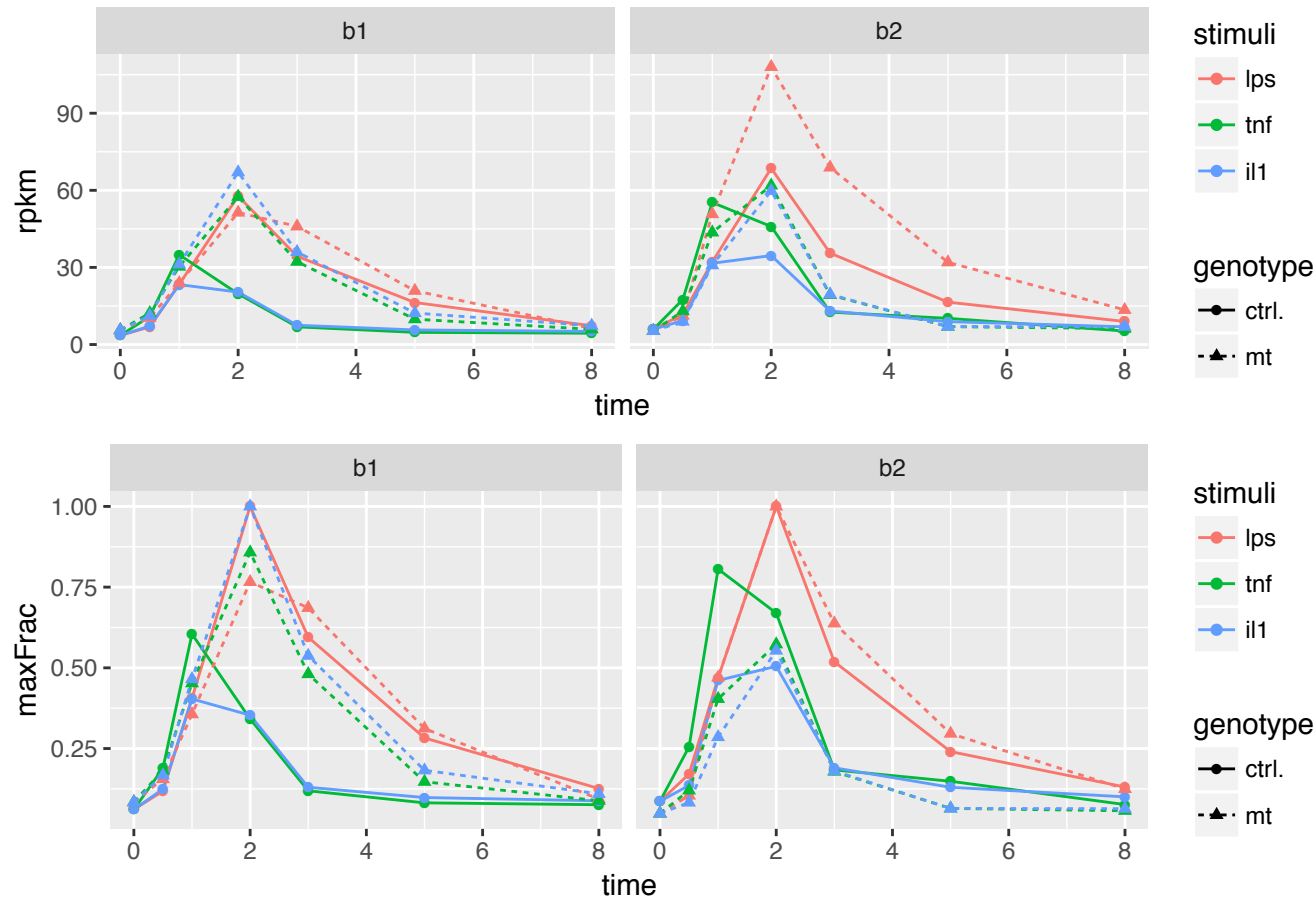 b1
b2
rpkm
90
60
30
0
0 2 4 6 8
0 2 4 6 8
time
stimuli
lps
tnf
il1
genotype
ctrl.
mt
b1
b2
maxFrac
1.00
0.75
0.50
0.25
0 2 4 6 8
0 2 4 6 8
time
stimuli
lps
tnf
il1
genotype
ctrl.
mt